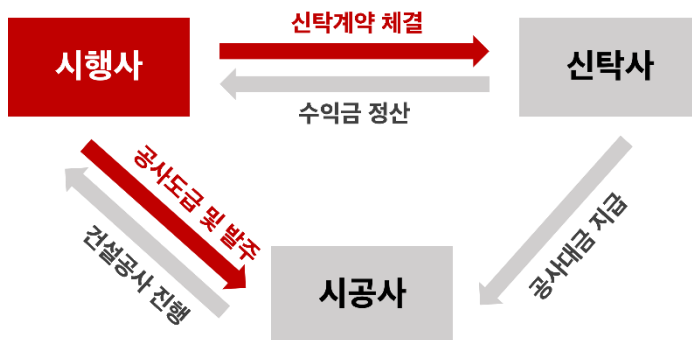 신탁계약 체결
시행사
신탁사
수익금 정산
공사도급 및 발주
건설공사 진행
공사대금 지급
시공사